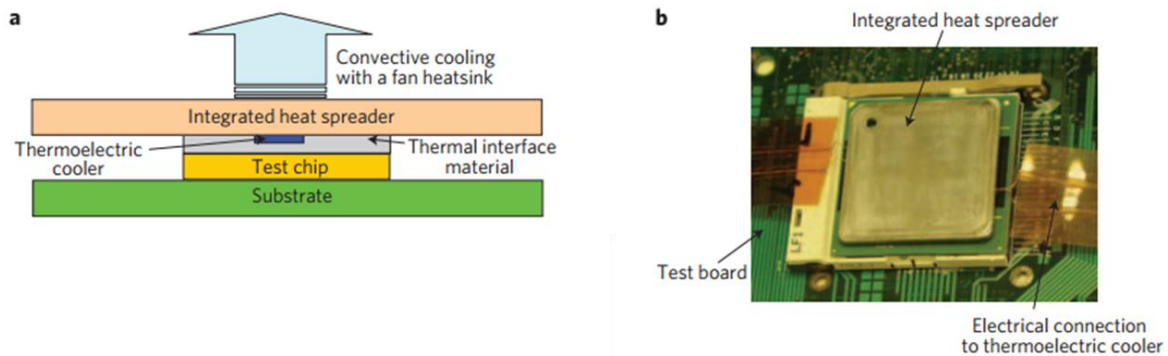 a
Convective cooling
with a fan heatsink
Integrated heat spreader
Thermoelectric
cooler
Thermal interface
material
Test chip
Substrate
b
Integrated heat spreader
LF1
Test board
Electrical connection
to thermoelectric cooler